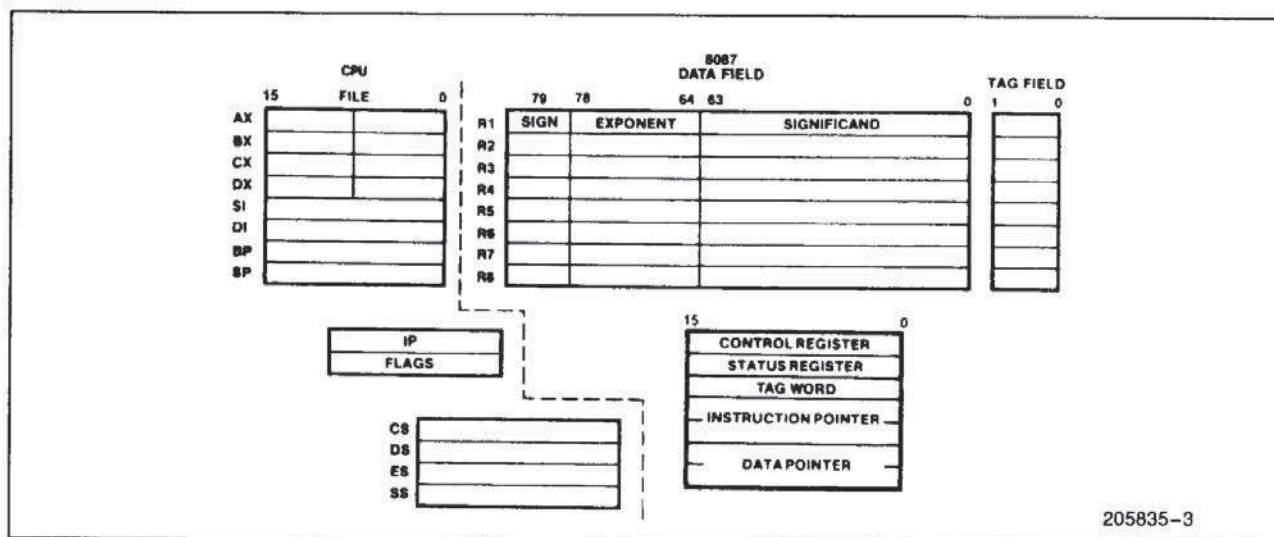 CPU
15 FILE 0
AX
BX
CX
DX
SI
DI
BP
SP
8087
DATA FIELD
79 78 64 63 0
R1 SIGN EXPONENT SIGNIFICAND
R2
R3
R4
R5
R6
R7
R8
TAG FIELD
1 0
IP
FLAGS
CS
DS
ES
SS
15 0
CONTROL REGISTER
STATUS REGISTER
TAG WORD
INSTRUCTION POINTER
DATA POINTER
205835-3